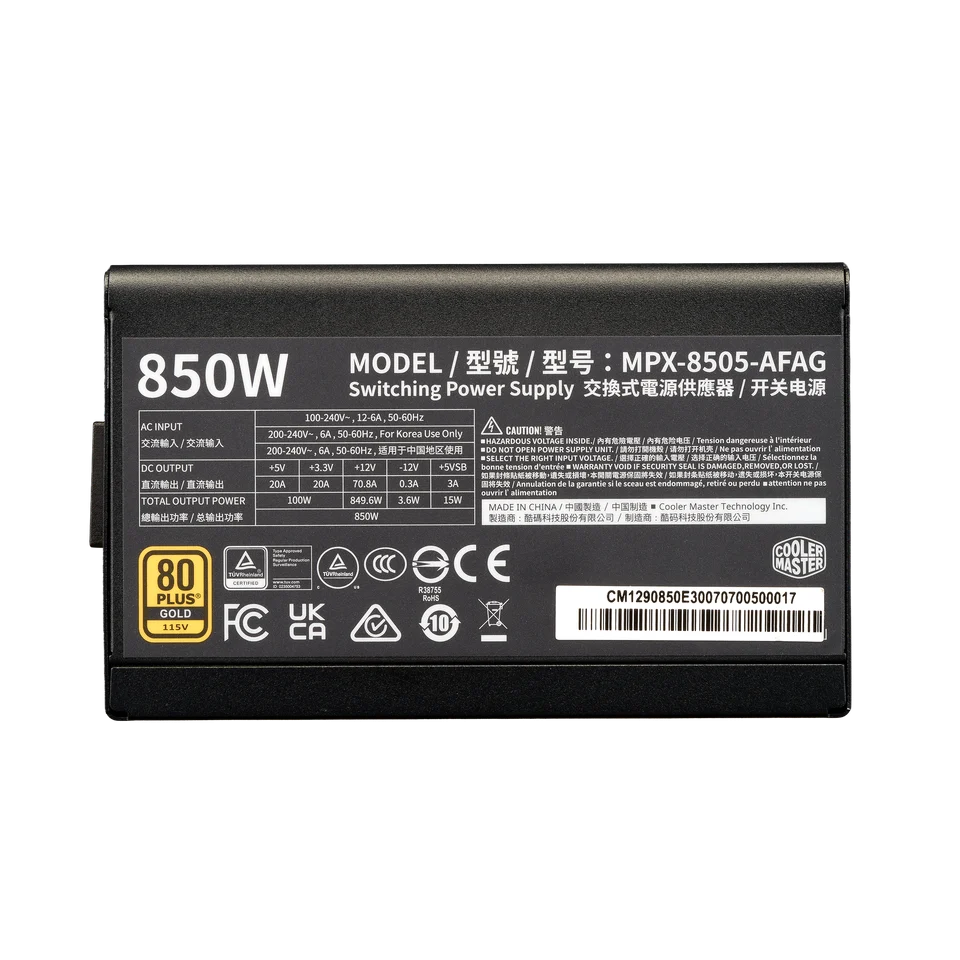 850W
MODEL / 型號 / 型号：MPX-8505-AFAG
Switching Power Supply 交換式電源供應器 / 开关电源
AC INPUT
交流輸入 / 交流输入
100-240V~ , 12-6A , 50-60Hz
200-240V~ , 6A , 50-60Hz, For Korea Use Only
200-240V~ , 6A , 50-60Hz, 适用于中国地区使用
DC OUTPUT +5V +3.3V +12V -12V +5VSB
直流輸出 / 直流输出 20A 20A 70.8A 0.3A 3A
TOTAL OUTPUT POWER 100W 849.6W 3.6W 15W
總輸出功率 / 总输出功率 850W
CAUTION! 警告
■HAZARDOUS VOLTAGE INSIDE./ 內有危險電壓 / 内有危险电压 / Tension dangereuse à l'intérieur
■DO NOT OPEN POWER SUPPLY UNIT. / 請勿打開機殼 / 请勿打开机壳 / Ne pas ouvrir
■SELECT THE RIGHT INPUT VOLTAGE. / 選擇正確的輸入電壓 / 选择正确的输入电压 / Sélectionnez la
bonne tension d'entrée ■ WARRANTY VOID IF SECURITY SEAL IS DAMAGED,REMOVED,OR LOST. /
如果封條貼紙被移動，遺失或損壞，本開關電源保固將失效 / 如果封条贴纸被移动，遗失或损坏，本开关电源保
固将失效 / Annulation de la garantie si le sceau est endommagé, retiré ou perdu ■ attention ne pas
ouvrir l' alimentation
MADE IN CHINA / 中國製造 / 中国制造 ■ Cooler Master Technology Inc.
製造商：酷碼科技股份有限公司 / 制造商：酷码科技股份有限公司
80
PLUS®
GOLD
115V
TÜVRheinland
CERTIFIED
Type Approved
Safety
Regular Production
Surveillance
www.tuv.com
TÜVRheinland
C US
CCC
R38755
RoHS
CE
COOLER
MASTER
FC
UK
CA
10
CM1290850E30070700500017